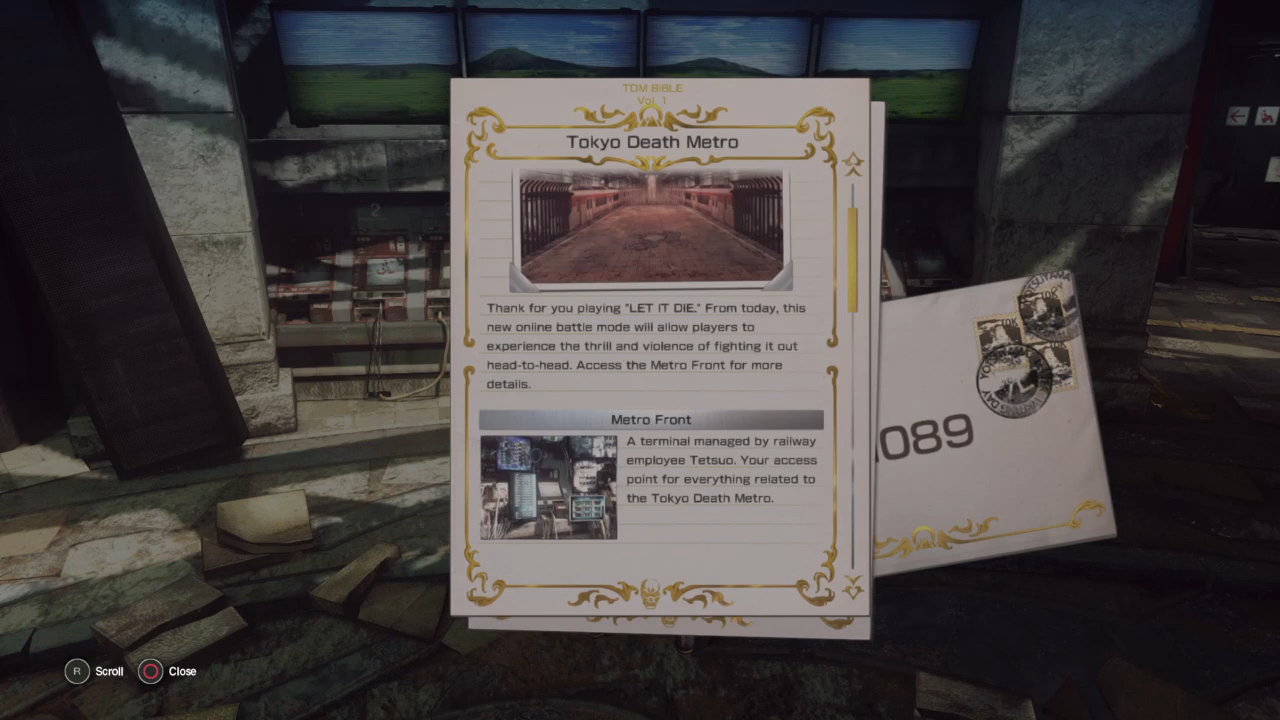 TDM BIBLE
Vol. 1
Tokyo Death Metro
Thank for you playing "LET IT DIE." From today, this
new online battle mode will allow players to
experience the thrill and violence of fighting it out
head-to-head. Access the Metro Front for more
details.
Metro Front
A terminal managed by railway
employee Tetsuo. Your access
point for everything related to
the Tokyo Death Metro.
089
2
R Scroll
Close